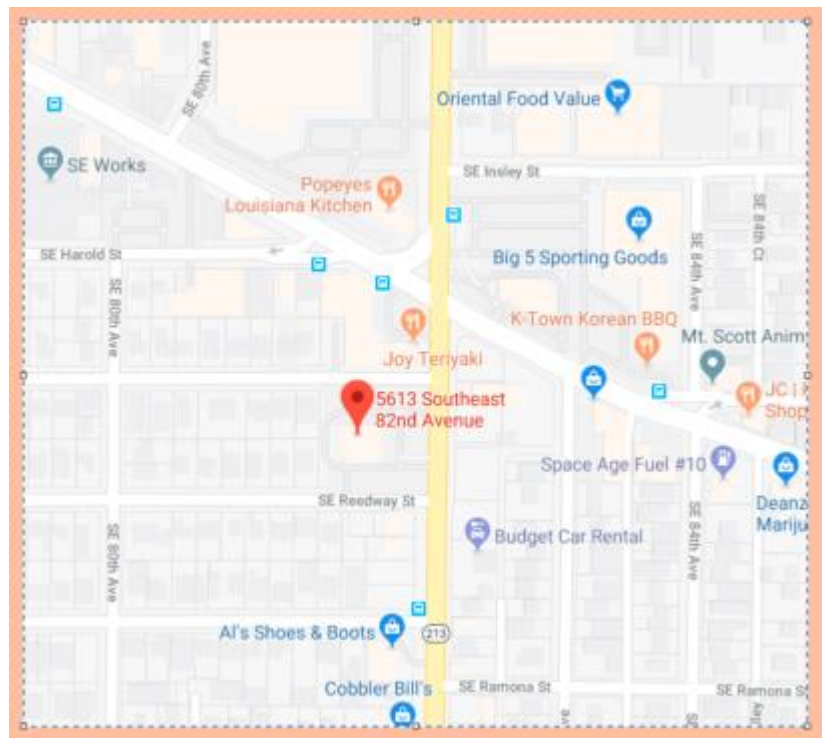 SE 80th Ave
Oriental Food Value
SE Works
SE Insley St
Popeyes
Louisiana Kitchen
SE 84th Ct
SE Harold St
Big 5 Sporting Goods
SE 84th Ave
SE 80th Ave
K-Town Korean BBQ
Mt. Scott Anim
Joy Teriyaki
5613 Southeast
82nd Avenue
JC
Shop
Space Age Fuel #10
SE Reedway St
Deanz
Mariju
Budget Car Rental
SE 80th Ave
SE 84th Ave
Al's Shoes & Boots
213
Cobbler Bill's
SE Ramona St
SE Ramona S